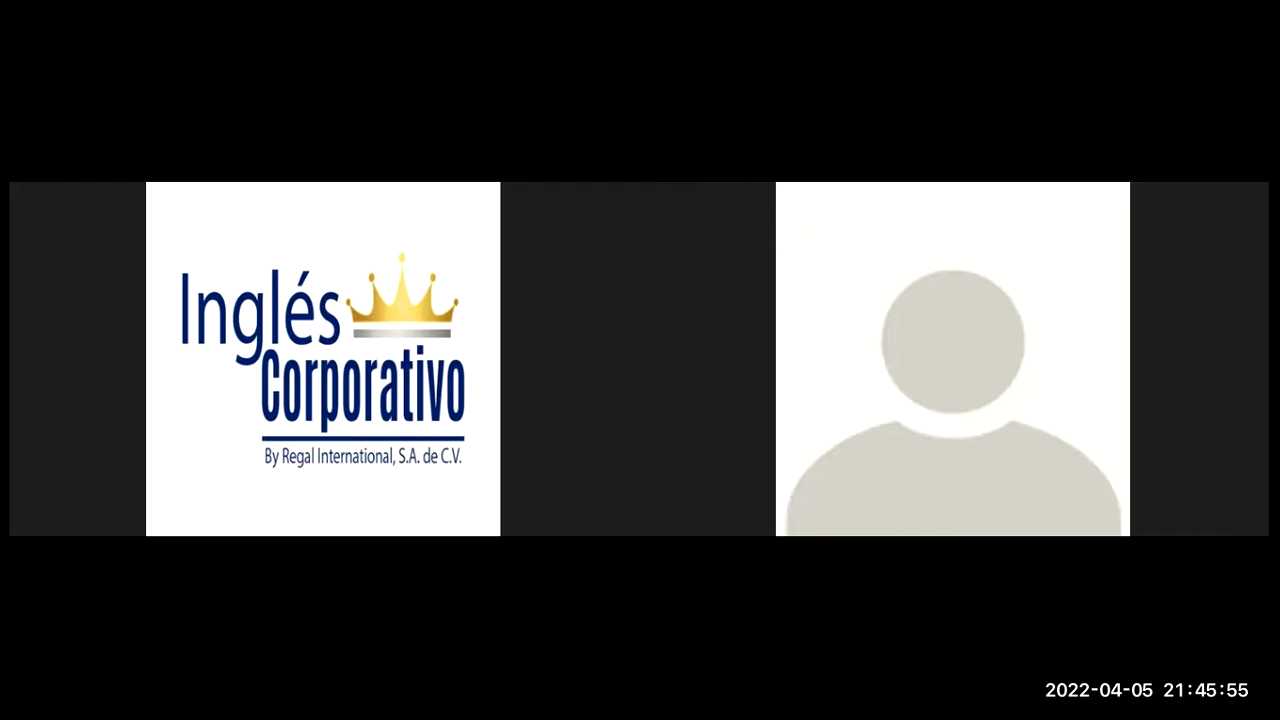 Inglés
Corporativo
By Regal International, S.A. de C.V.
2022-04-05 21:45:55